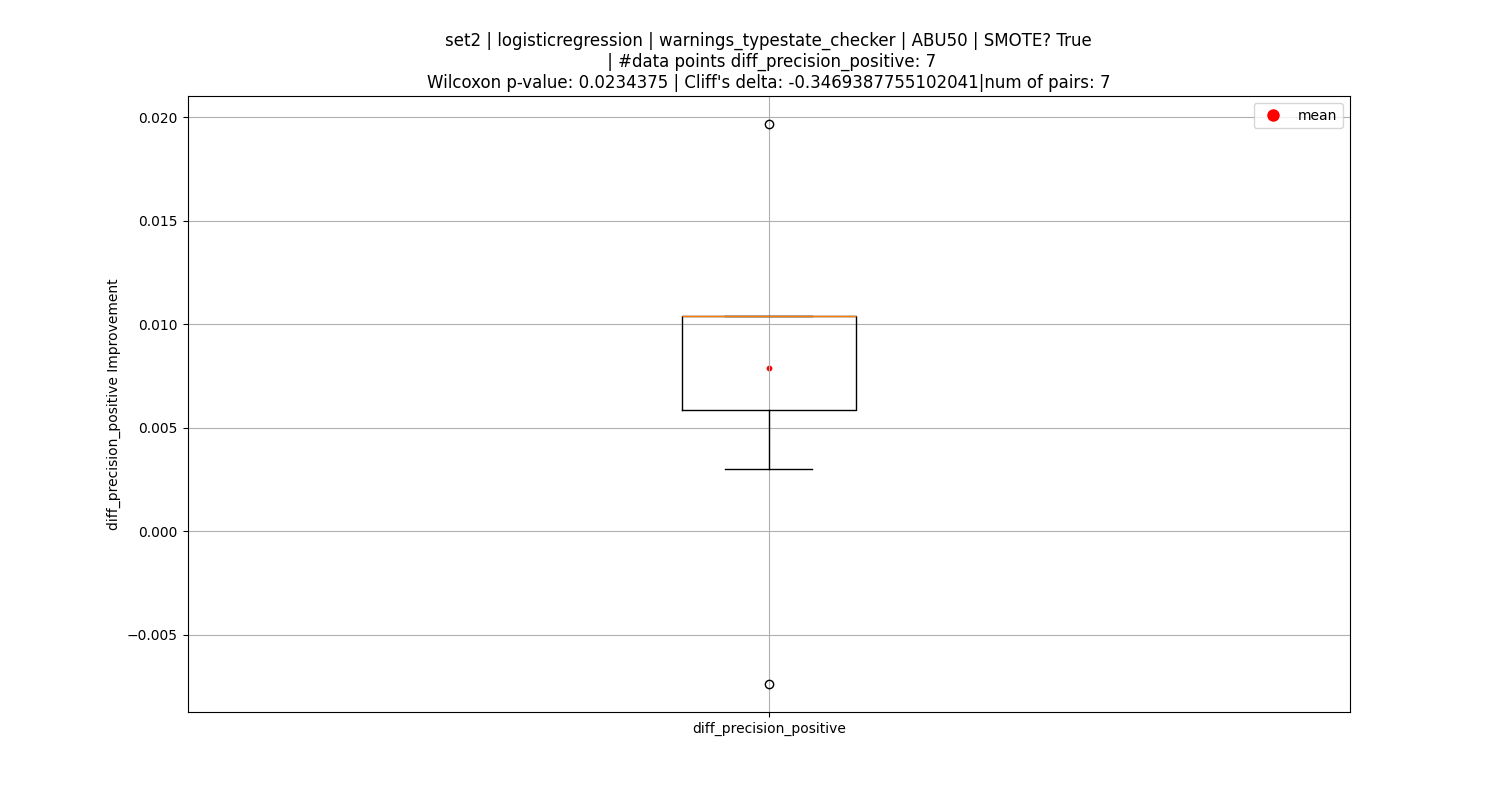 set2 | logisticregression | warnings_typestate_checker | ABU50 | SMOTE? True
| #data points diff_precision_positive: 7
Wilcoxon p-value: 0.0234375 | Cliff's delta: -0.3469387755102041|num of pairs: 7
mean
0.020
0.015
0.010
0.005
0.000
−0.005
diff_precision_positive Improvement
diff_precision_positive